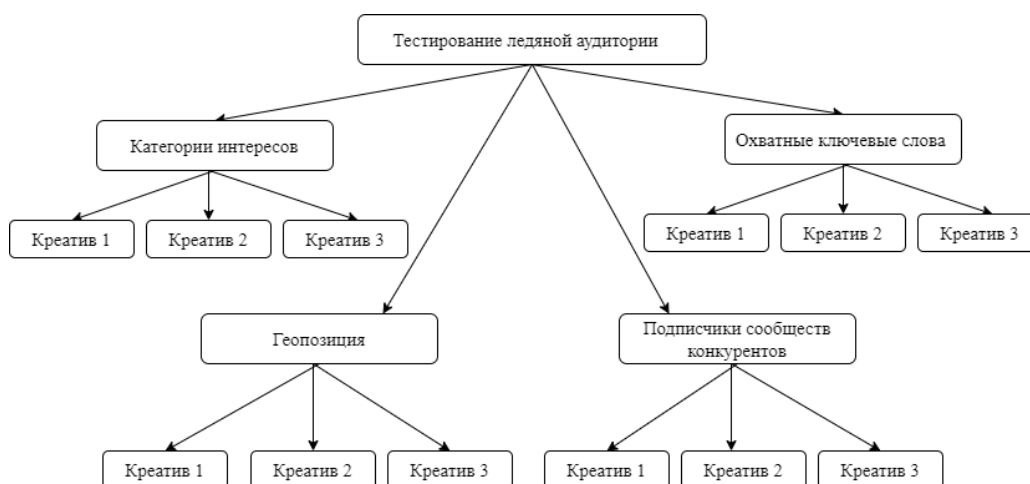 Тестирование ледяной аудитории
Категории интересов
Охватные ключевые слова
Креатив 1
Креатив 2
Креатив 3
Креатив 1
Креатив 2
Креатив 3
Геопозиция
Подписчики сообществ
конкурентов
Креатив 1
Креатив 2
Креатив 3
Креатив 1
Креатив 2
Креатив 3